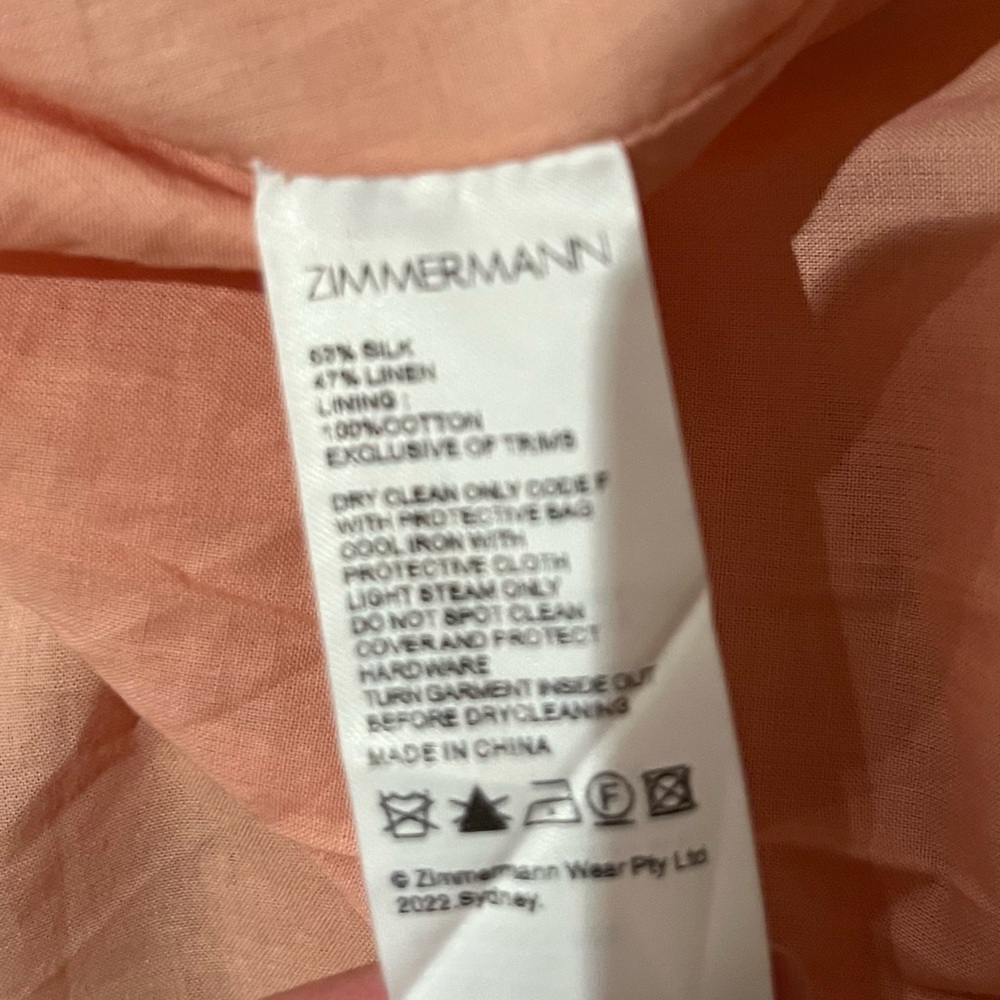 ZIMMERMANN
53% SILK
47% LINEN
LINING :
100%COTTON
EXCLUSIVE OF TRIMS
DRY CLEAN ONLY CODE F
WITH PROTECTIVE BAG
COOL IRON WITH
PROTECTIVE CLOTH
LIGHT STEAM ONLY
DO NOT SPOT CLEAN
COVER AND PROTECT
HARDWARE
TURN GARMENT INSIDE OUT
BEFORE DRYCLEANING
MADE IN CHINA
F
© Zimmermann Wear Pty Ltd
2022.Sydney.